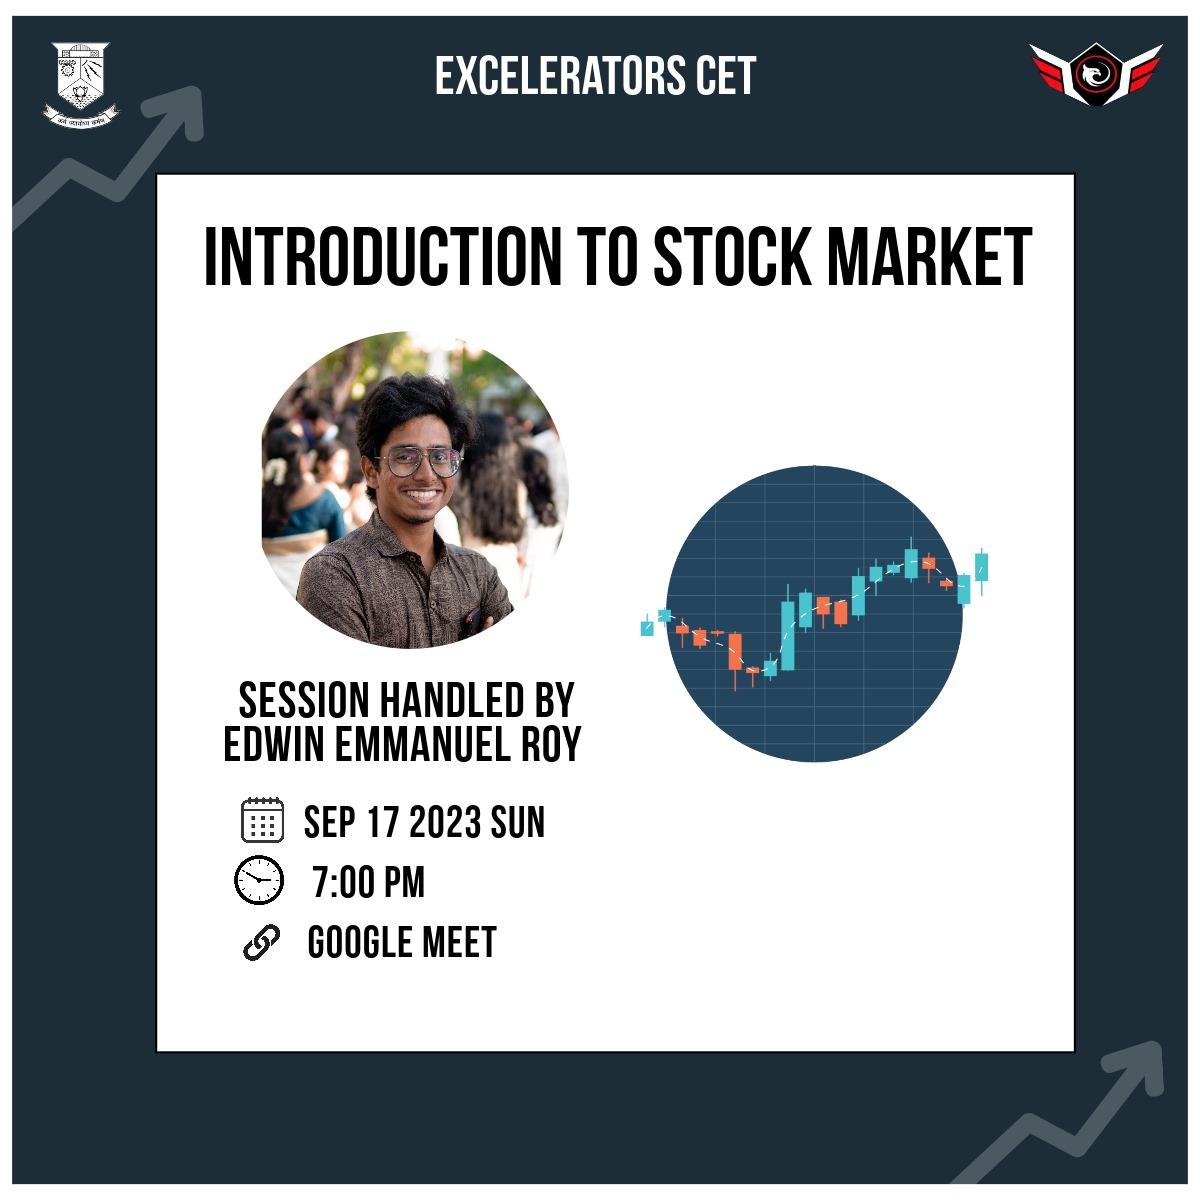 EXCELERATORS CET
INTRODUCTION TO STOCK MARKET
SESSION HANDLED BY
EDWIN EMMANUEL ROY
SEP 17 2023 SUN
7:00 PM
GOOGLE MEET